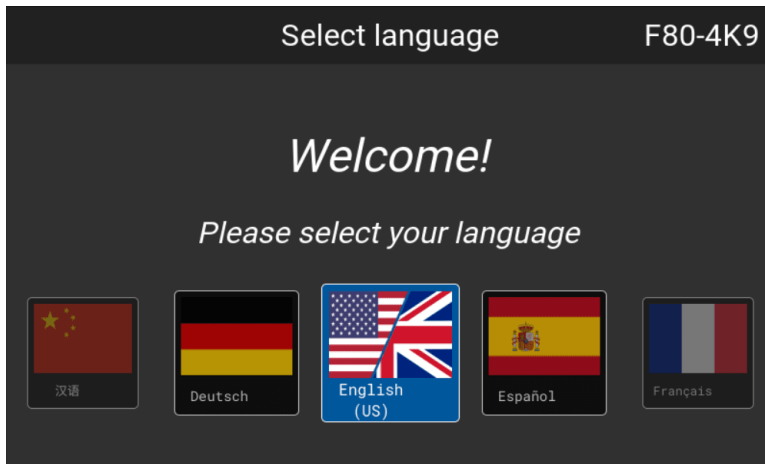 Select language
F80-4K9
Welcome!
Please select your language
汉语
Deutsch
English
(US)
Español
Français